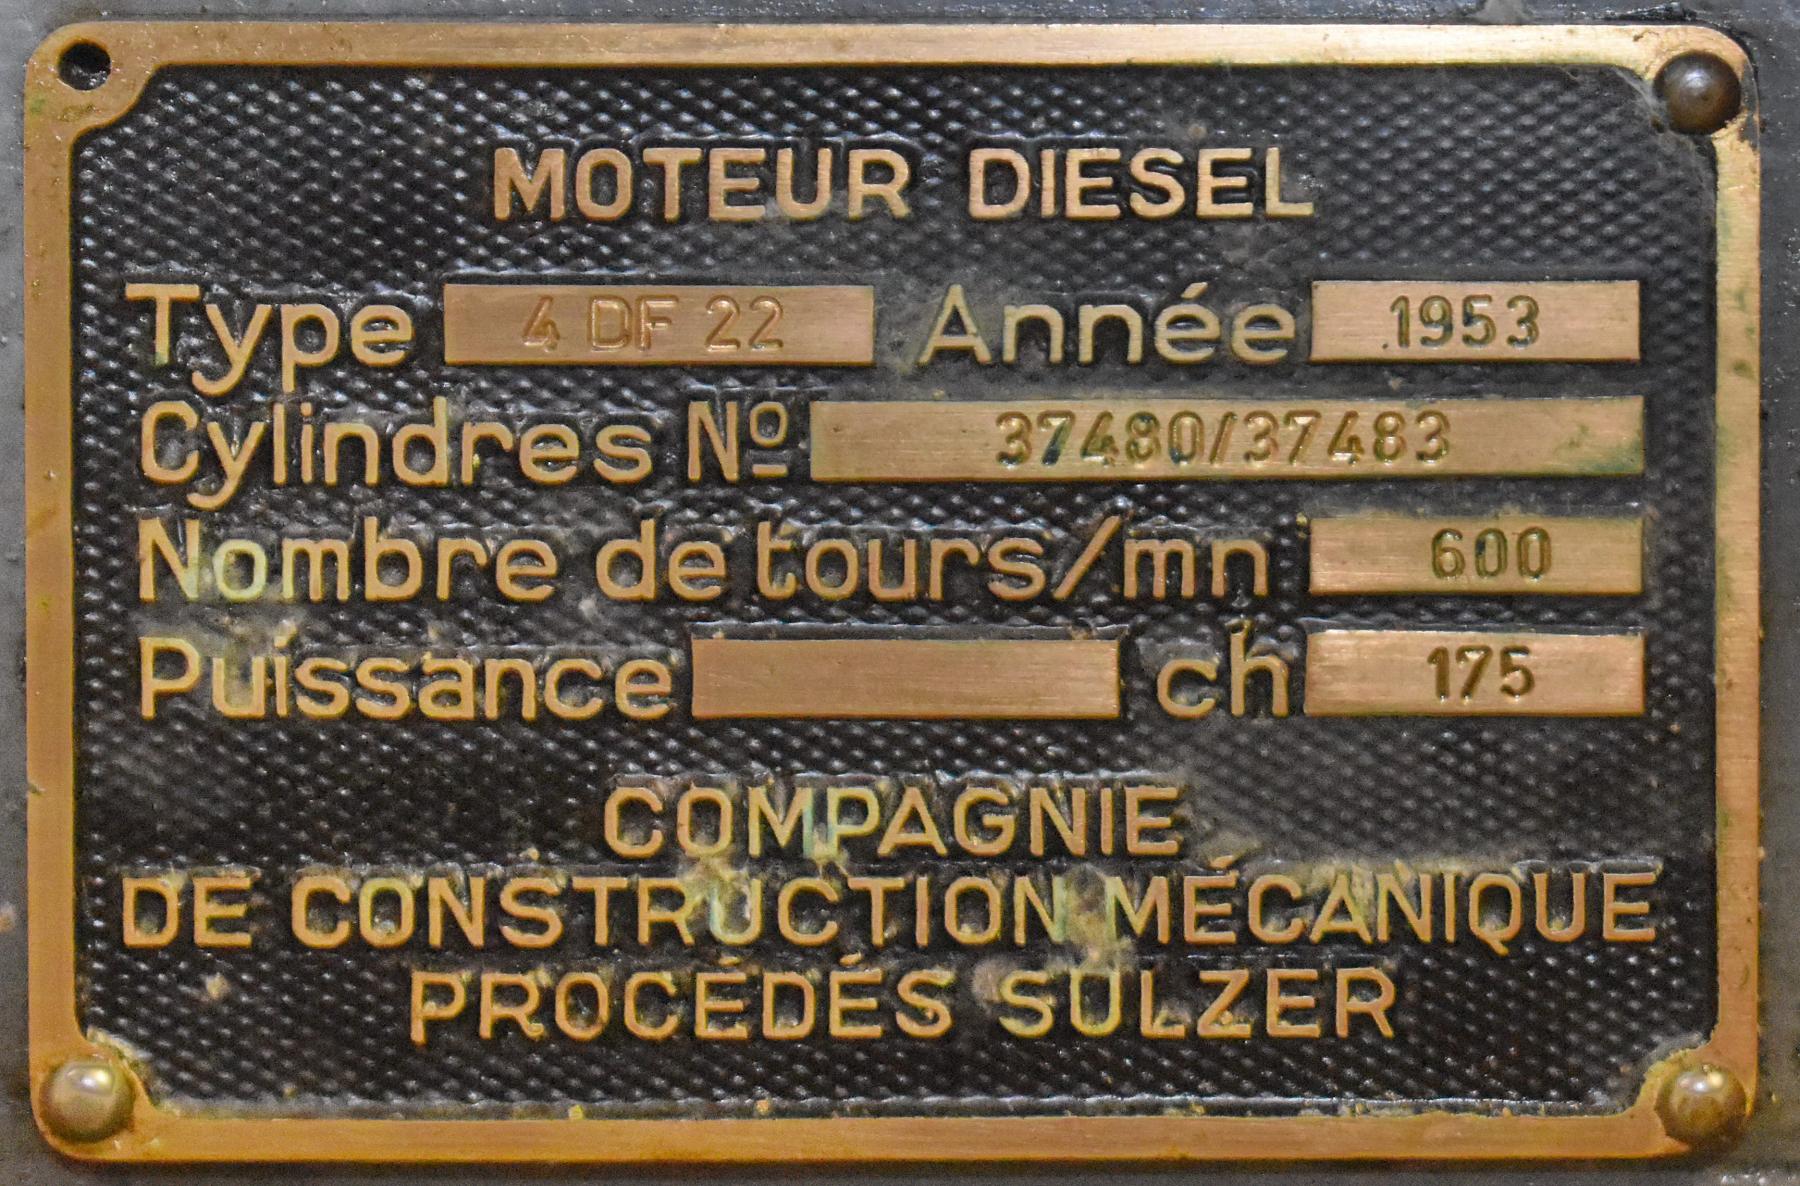 MOTEUR DIESEL
Type 4 DF 22 Année 1953
Cylindres Nº 37480/37483
Nombre de tours/mn 600
Puissance ch 175
COMPAGNIE
DE CONSTRUCTION MÉCANIQUE
PROCÉDÉS SULZER